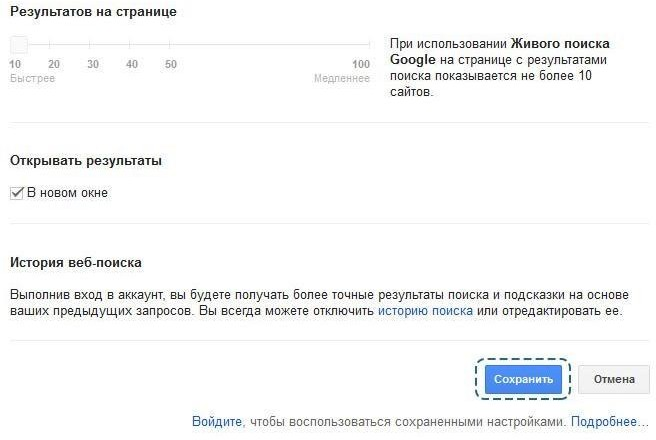 Результатов на странице
10 20 30 40 50 100
Быстрее Медленнее
При использовании Живого поиска
Google на странице с результатами
поиска показывается не более 10
сайтов.
Открывать результаты
В новом окне
История веб-поиска
Выполнив вход в аккаунт, вы будете получать более точные результаты поиска и подсказки на основе
ваших предыдущих запросов. Вы всегда можете отключить историю поиска или отредактировать ее.
Сохранить Отмена
Войдите, чтобы воспользоваться сохраненными настройками. Подробнее...